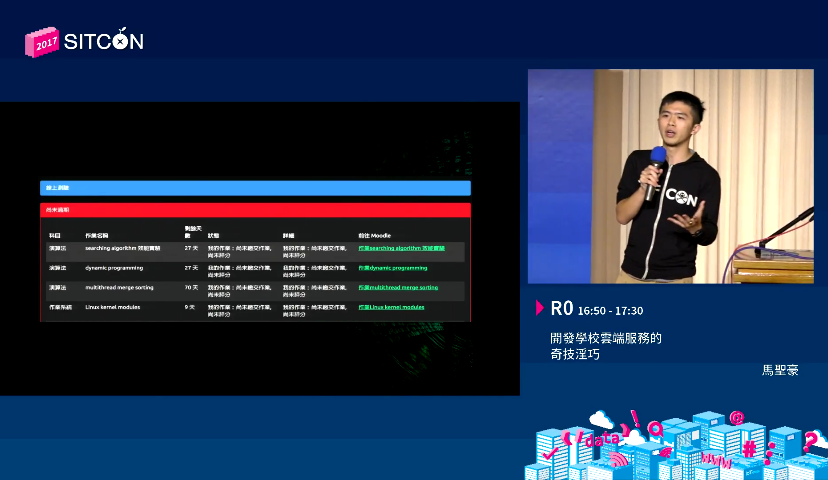 2017 SITCON
線上測驗
尚未過期
科目 作業名稱 剩餘天數 狀態 詳細 前往 Moodle
演算法 searching algorithm 效能實驗 27 天 我的作業：尚未繳交作業, 尚未評分 我的作業：尚未繳交作業, 尚未評分 作業searching algorithm 效能實驗
演算法 dynamic programming 27 天 我的作業：尚未繳交作業, 尚未評分 我的作業：尚未繳交作業, 尚未評分 作業dynamic programming
演算法 multithread merge sorting 70 天 我的作業：尚未繳交作業, 尚未評分 我的作業：尚未繳交作業, 尚未評分 作業multithread merge sorting
作業系統 Linux kernel modules 9 天 我的作業：尚未繳交作業, 尚未評分 我的作業：尚未繳交作業, 尚未評分 作業Linux kernel modules
CON
R0 16:50 - 17:30
開發學校雲端服務的
奇技淫巧
馬聖豪
data
www